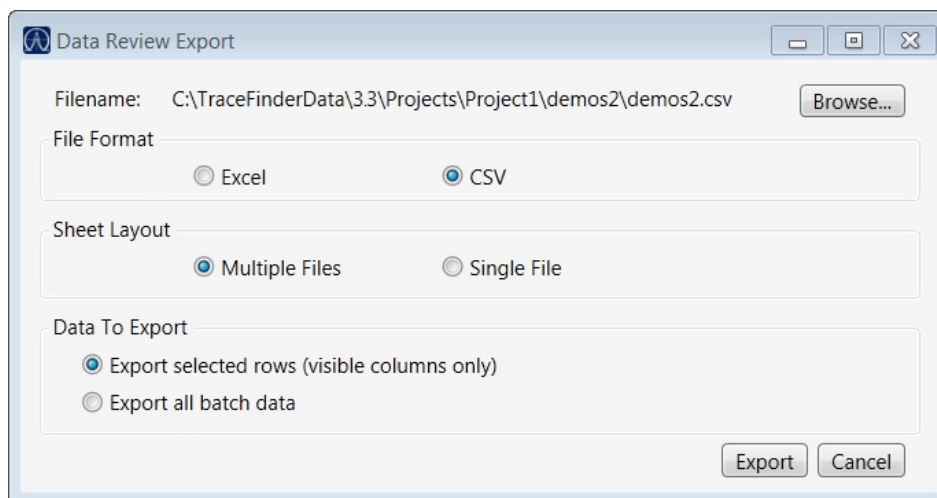 Data Review Export
Filename: C:\TraceFinderData\3.3\Projects\Project1\demos2\demos2.csv Browse...
File Format
Excel CSV
Sheet Layout
Multiple Files Single File
Data To Export
Export selected rows (visible columns only)
Export all batch data
Export Cancel